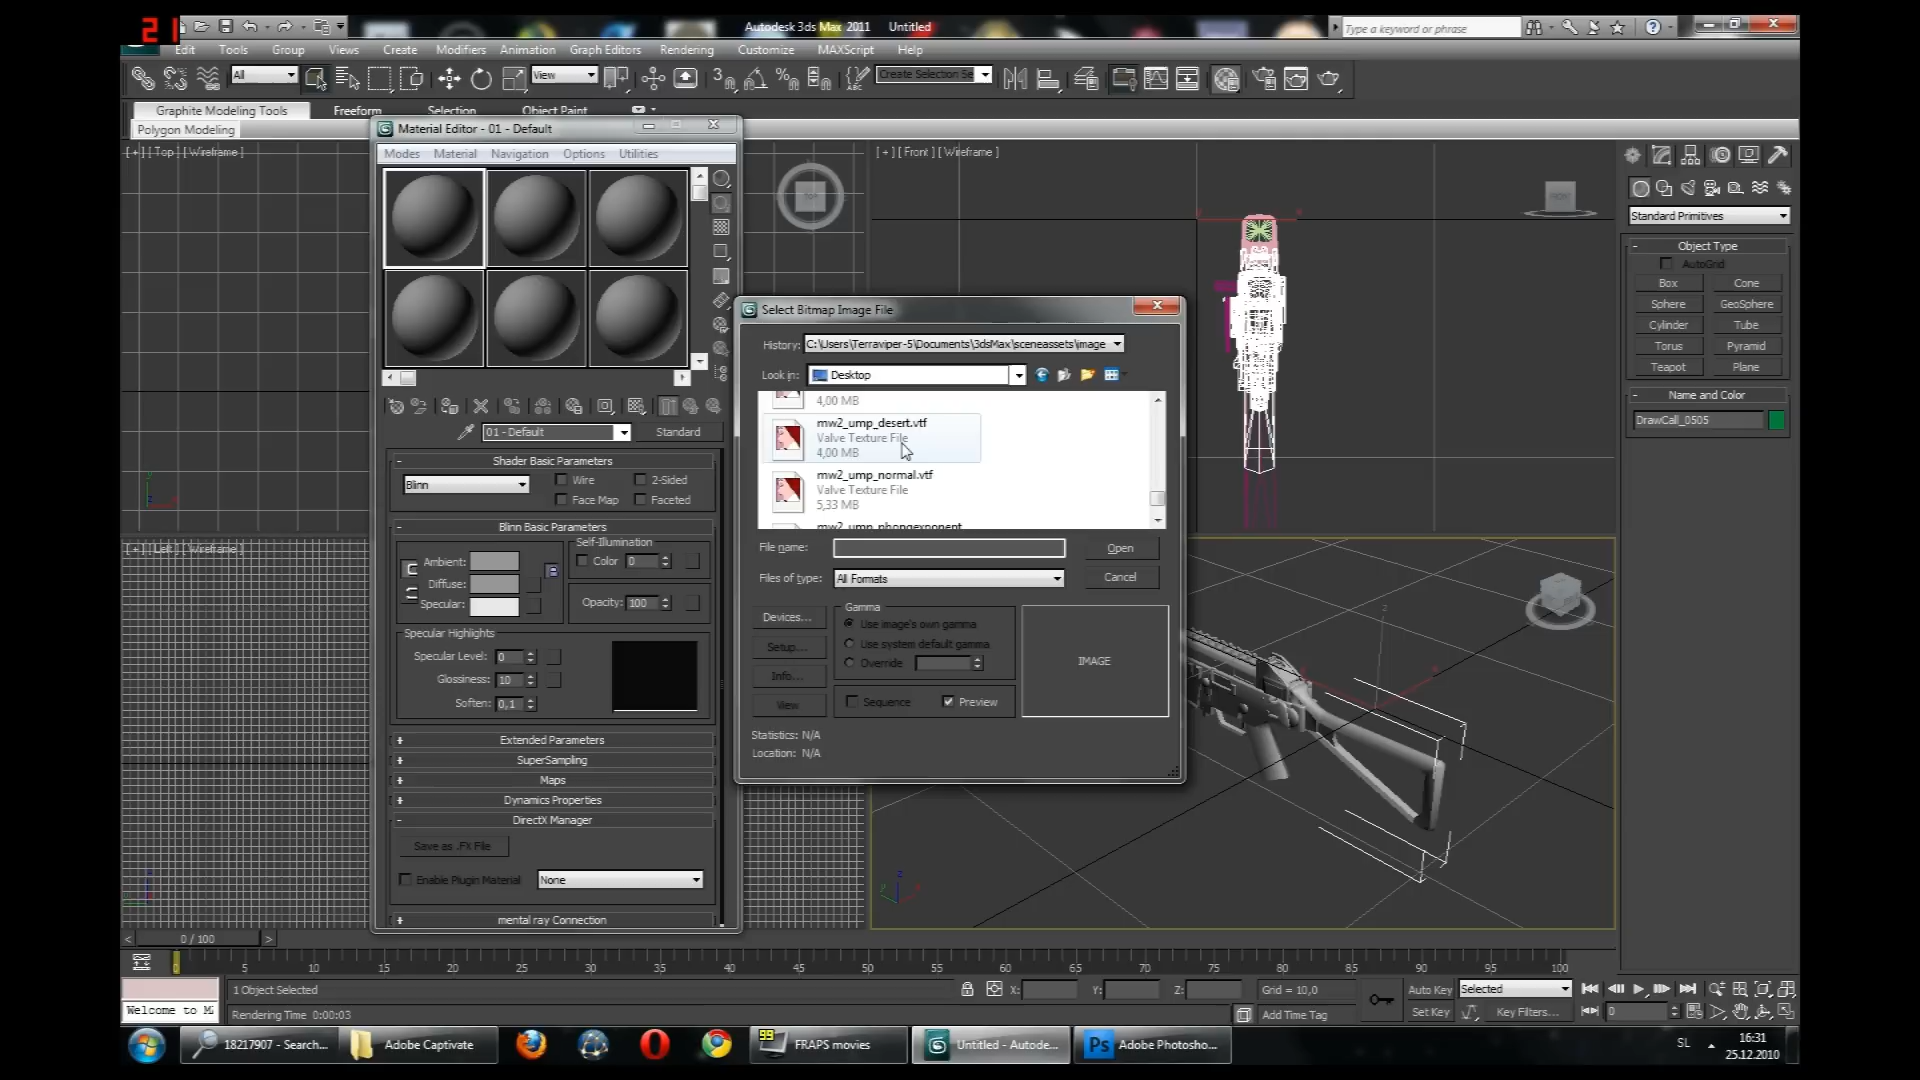 21
Autodesk 3ds Max 2011 Untitled
Type a keyword or phrase
Edit Tools Group Views Create Modifiers Animation Graph Editors Rendering Customize MAXScript Help
All
View
Create Selection Se
Graphite Modeling Tools Freeform Selection Object Paint
Polygon Modeling
[ + ] [ Top ] [ Wireframe ]
Material Editor - 01 - Default
Modes Material Navigation Options Utilities
TOP
[ + ] [ Front ] [ Wireframe ]
FRONT
Standard Primitives
- Object Type
AutoGrid
Box Cone
Sphere GeoSphere
Cylinder Tube
Torus Pyramid
Teapot Plane
- Name and Color
DrawCall_0505
01 - Default
Standard
- Shader Basic Parameters
Blinn
Wire 2-Sided
Face Map Faceted
- Blinn Basic Parameters
Self-Illumination
Ambient: Color 0
Diffuse:
Specular: Opacity: 100
Specular Highlights
Specular Level: 0
Glossiness: 10
Soften: 0,1
+ Extended Parameters
+ SuperSampling
+ Maps
+ Dynamics Properties
- DirectX Manager
Save as .FX File
Enable Plugin Material None
+ mental ray Connection
Select Bitmap Image File
History: C:\Users\Terraviper-5\Documents\3dsMax\sceneassets\image
Look in: Desktop
4,00 MB
mw2_ump_desert.vtf
Valve Texture File
4,00 MB
mw2_ump_normal.vtf
Valve Texture File
5,33 MB
mw2_ump_phongexponent
File name: Open
Files of type: All Formats Cancel
Devices...
Setup...
Info...
View
Gamma
Use image's own gamma
Use system default gamma
Override
Sequence Preview
IMAGE
Statistics: N/A
Location: N/A
[ + ] [ Left ] [ Wireframe ]
< 0 / 100 >
0 5 10 15 20 25 30 35 40 45 50 55 60 65 70 75 80 85 90 95 100
1 Object Selected X: Y: Z: Grid = 10,0 Auto Key Selected
Welcome to M
Rendering Time 0:00:03 Add Time Tag Set Key Key Filters... 0
18217907 - Search... Adobe Captivate 99 FRAPS movies Untitled - Autode... Ps Adobe Photosho... SL 16:31
25.12.2010